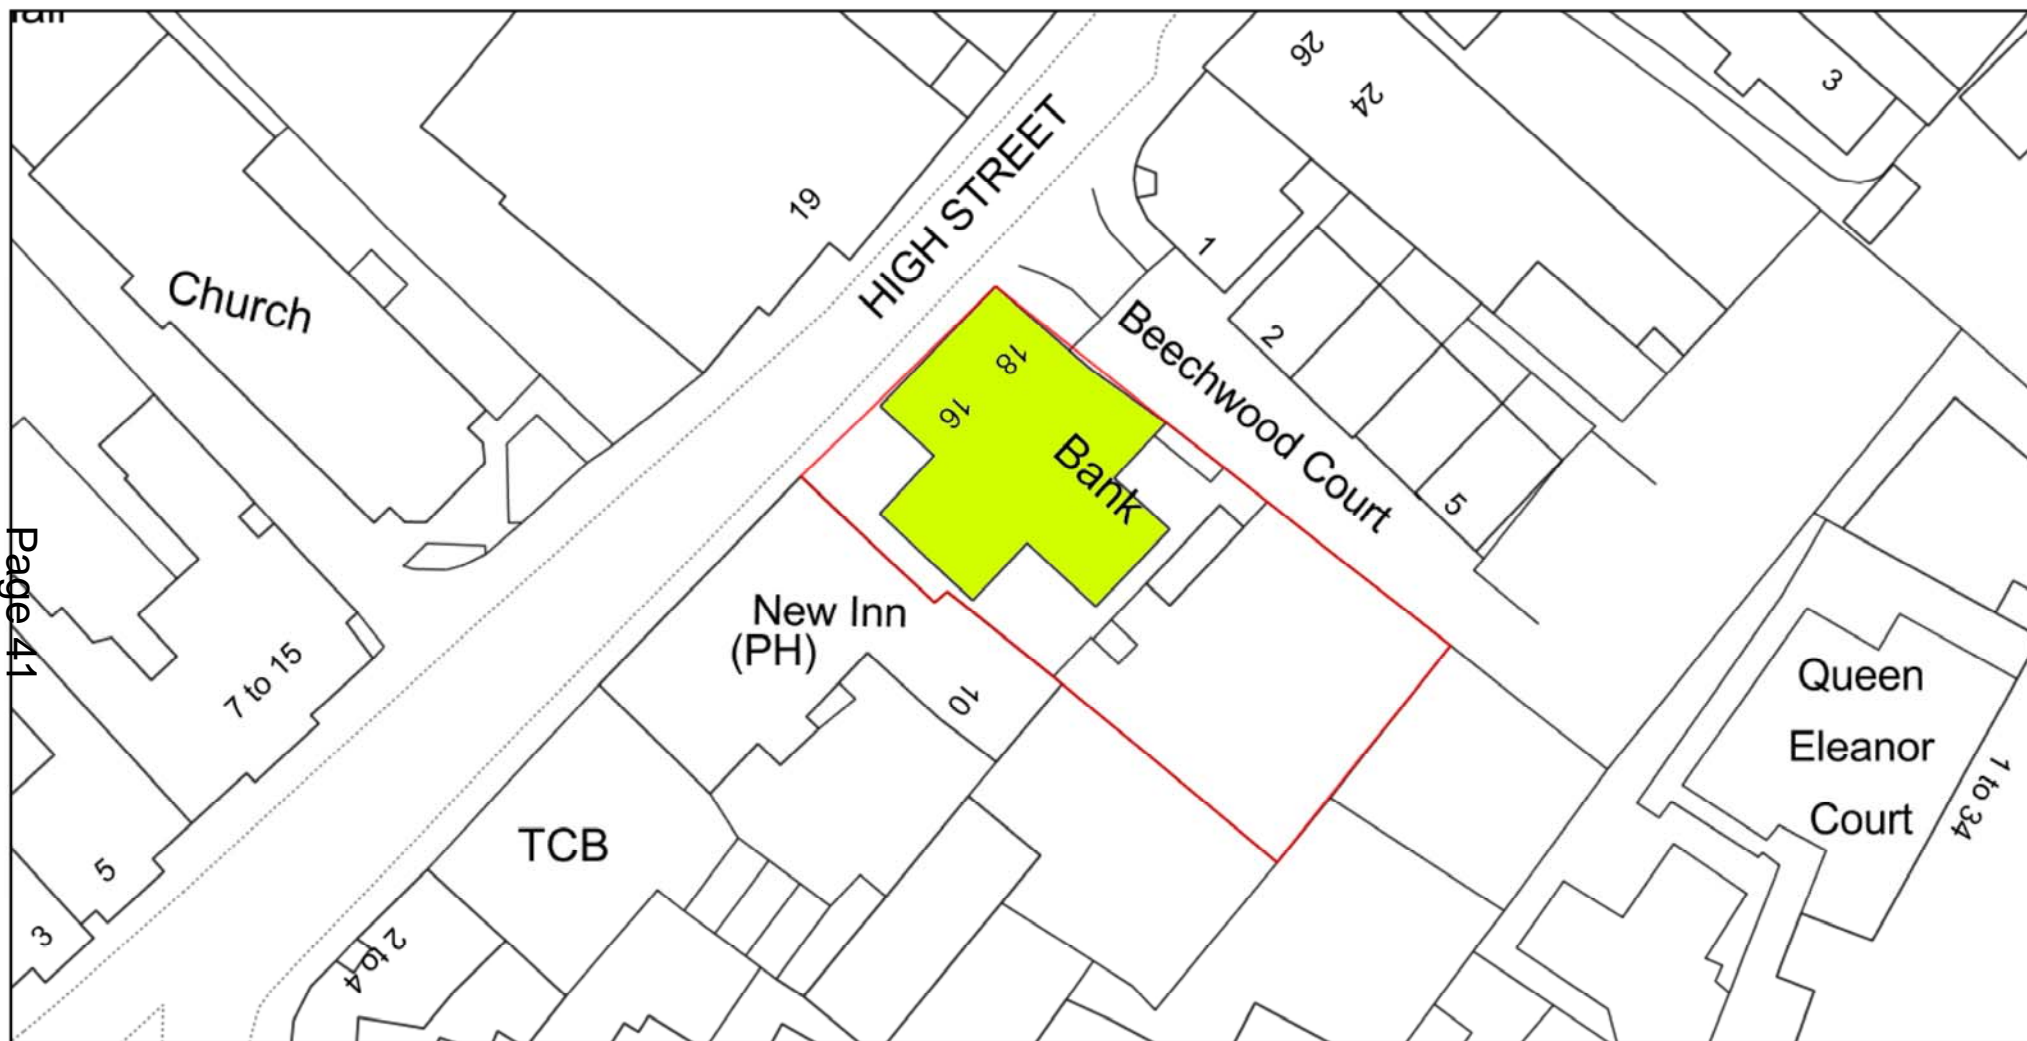 26
24
3
19
HIGH STREET
1
Church
2
Beechwood Court
18
16
Bank
5
Page 41
New Inn
(PH)
10
7 to 15
Queen
Eleanor
Court
1 to 34
TCB
5
3
2 to 4